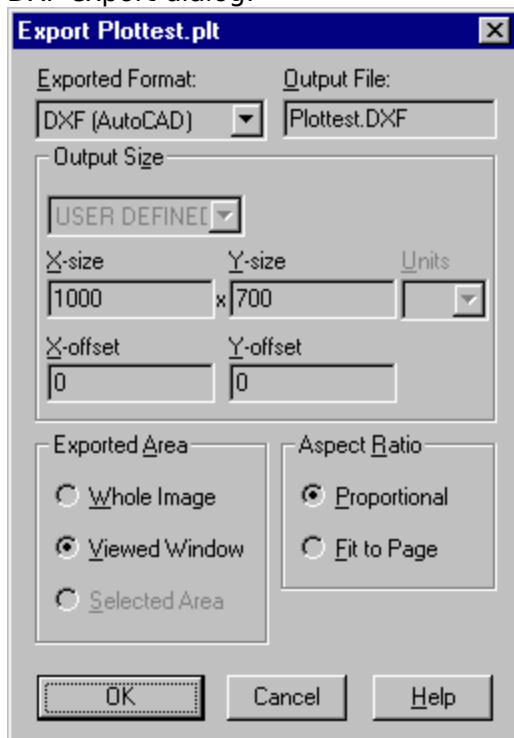 DXF export dialog:
Export Plottest.plt
Exported Format: Output File:
DXF (AutoCAD) Plottest.DXF
Output Size
USER DEFINED
X-size Y-size Units
1000 x 700
X-offset Y-offset
0 0
Exported Area Aspect Ratio
Whole Image Proportional
Viewed Window Fit to Page
Selected Area
OK Cancel Help